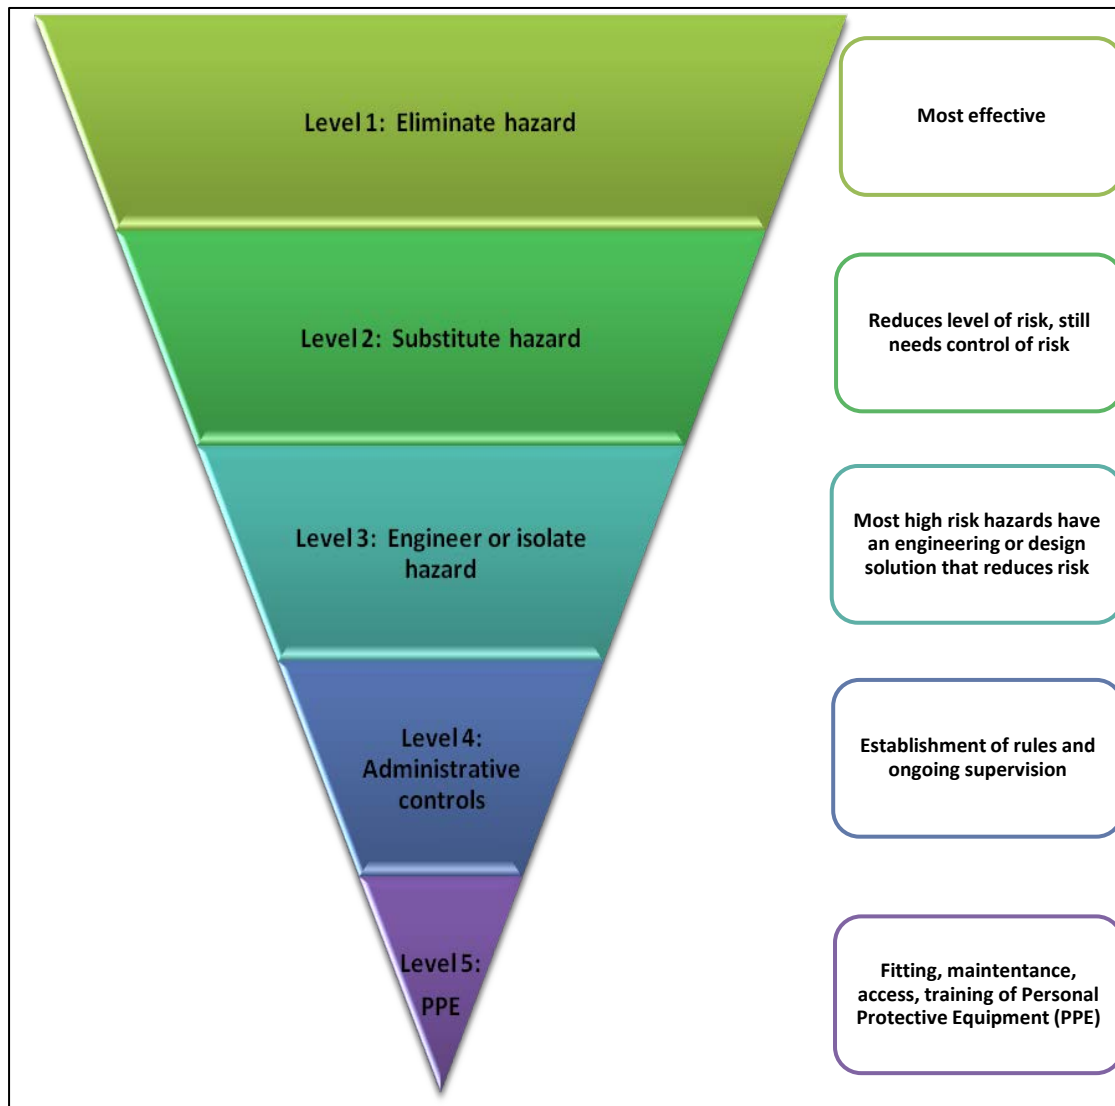 Level 1: Eliminate hazard
Most effective
Level 2: Substitute hazard
Reduces level of risk, still
needs control of risk
Level 3: Engineer or isolate
hazard
Most high risk hazards have
an engineering or design
solution that reduces risk
Level 4:
Administrative
controls
Establishment of rules and
ongoing supervision
Level 5:
PPE
Fitting, maintentance,
access, training of Personal
Protective Equipment (PPE)